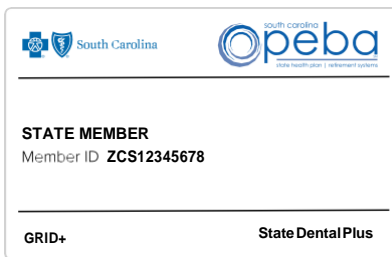 South Carolina
south carolina
peba
state health plan | retirement systems
STATE MEMBER
Member ID ZCS12345678
GRID+
State Dental Plus